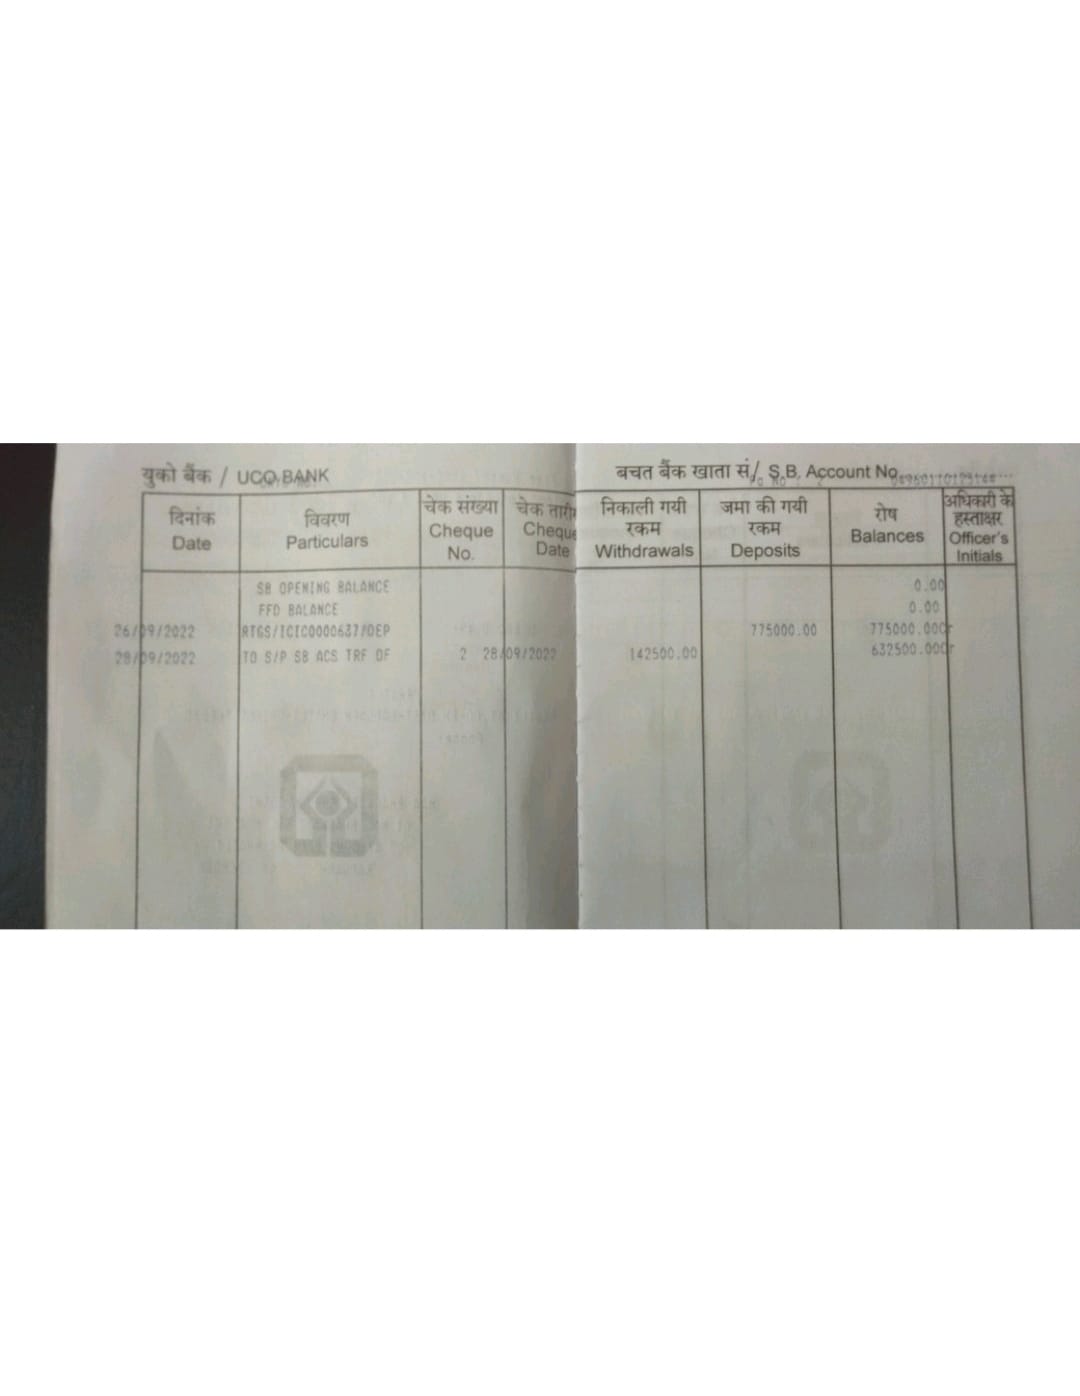 युको बैंक / UCO BANK
बचत बैंक खाता सं/ S.B. Account No.
दिनांक
Date
विवरण
Particulars
चेक संख्या
Cheque
No.
चेक तारी
Cheque
Date
निकाली गयी
रकम
Withdrawals
जमा की गयी
रकम
Deposits
रोष
Balances
अधिकारी के
हस्ताक्षर
Officer's
Initials
SB OPENING BALANCE 0.00
FFD BALANCE 0.00
26/09/2022 RTGS/ICIC0000637/DEP 775000.00 775000.00Cr
28/09/2022 TO S/P SB ACS TRF OF 2 28/09/2022 142500.00 632500.00Cr